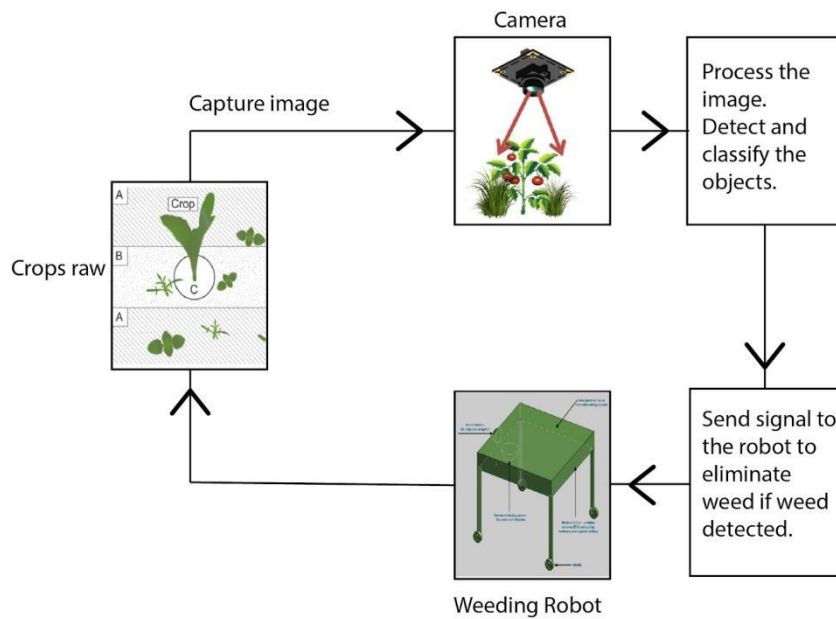 Camera
Capture image
Process the
image.
Detect and
classify the
objects.
A
Crop
B
C
A
Crops raw
Send signal to
the robot to
eliminate
weed if weed
detected.
Weeding Robot